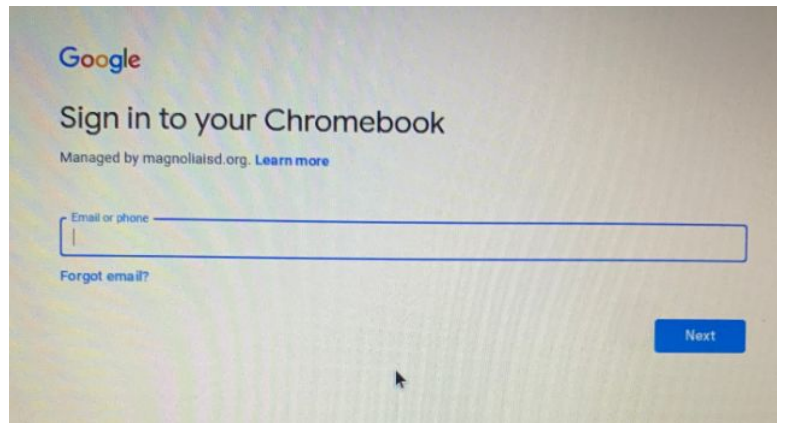 Google
Sign in to your Chromebook
Managed by magnoliaisd.org. Learn more
Email or phone
Forgot email?
Next